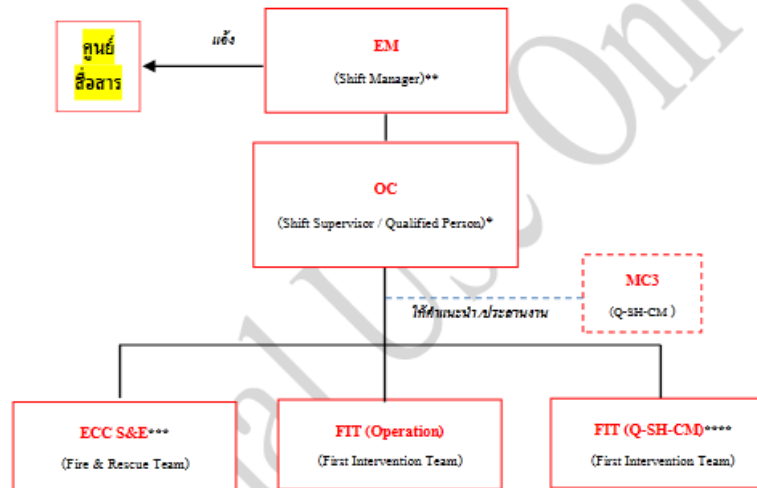 ศูนย์
สื่อสาร
แจ้ง
EM
(Shift Manager)**
OC
(Shift Supervisor / Qualified Person)*
MC3
(Q-SH-CM )
ให้คำแนะนำ/ประสานงาน
ECC S&E***
(Fire & Rescue Team)
FIT (Operation)
(First Intervention Team)
FIT (Q-SH-CM)****
(First Intervention Team)